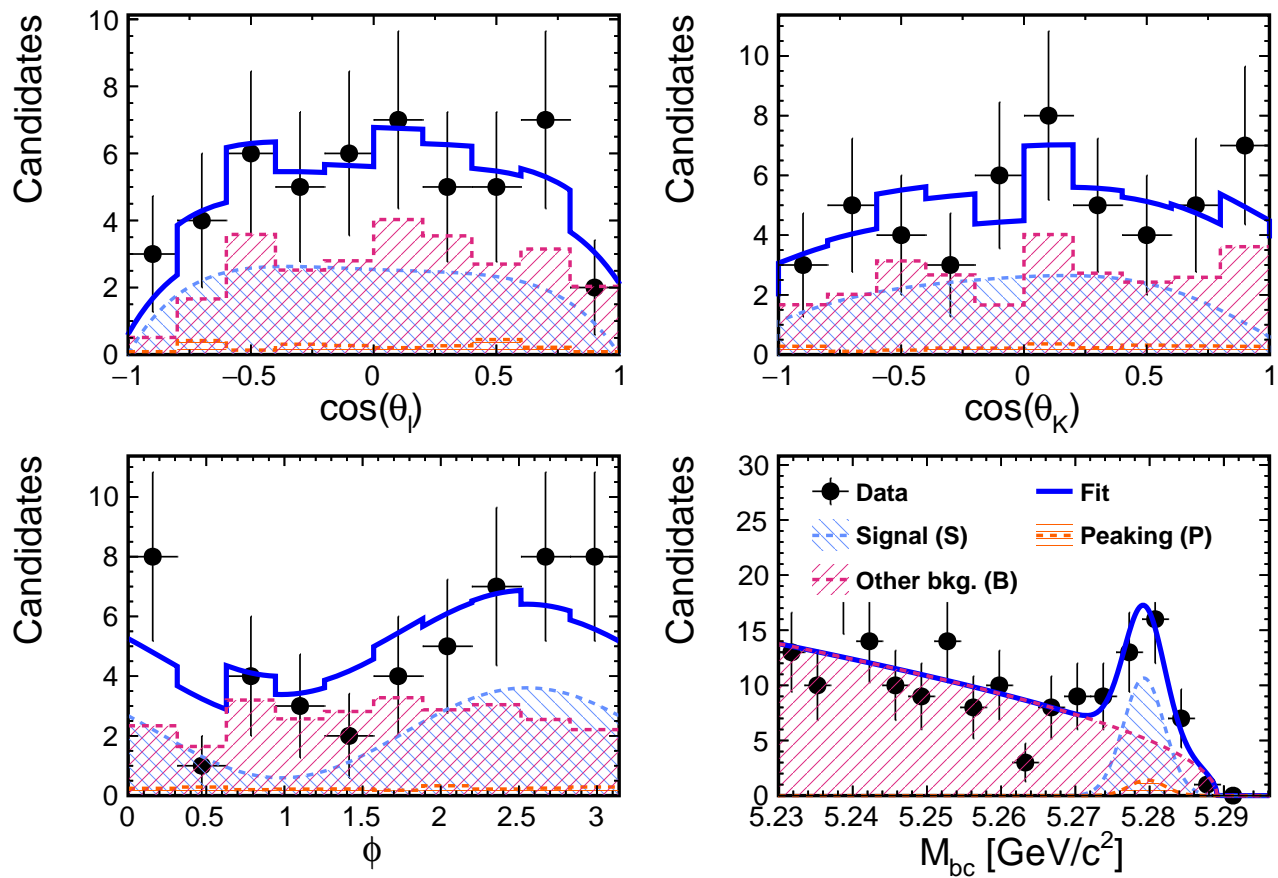 Candidates
10
8
6
4
2
0
−1 −0.5 0 0.5 1
cos(θ_l)
Candidates
10
8
6
4
2
0
−1 −0.5 0 0.5 1
cos(θ_K)
Candidates
10
8
6
4
2
0
0 0.5 1 1.5 2 2.5 3
ϕ
Candidates
30
25
20
15
10
5
0
Data Fit
Signal (S) Peaking (P)
Other bkg. (B)
5.23 5.24 5.25 5.26 5.27 5.28 5.29
M_bc [GeV/c²]